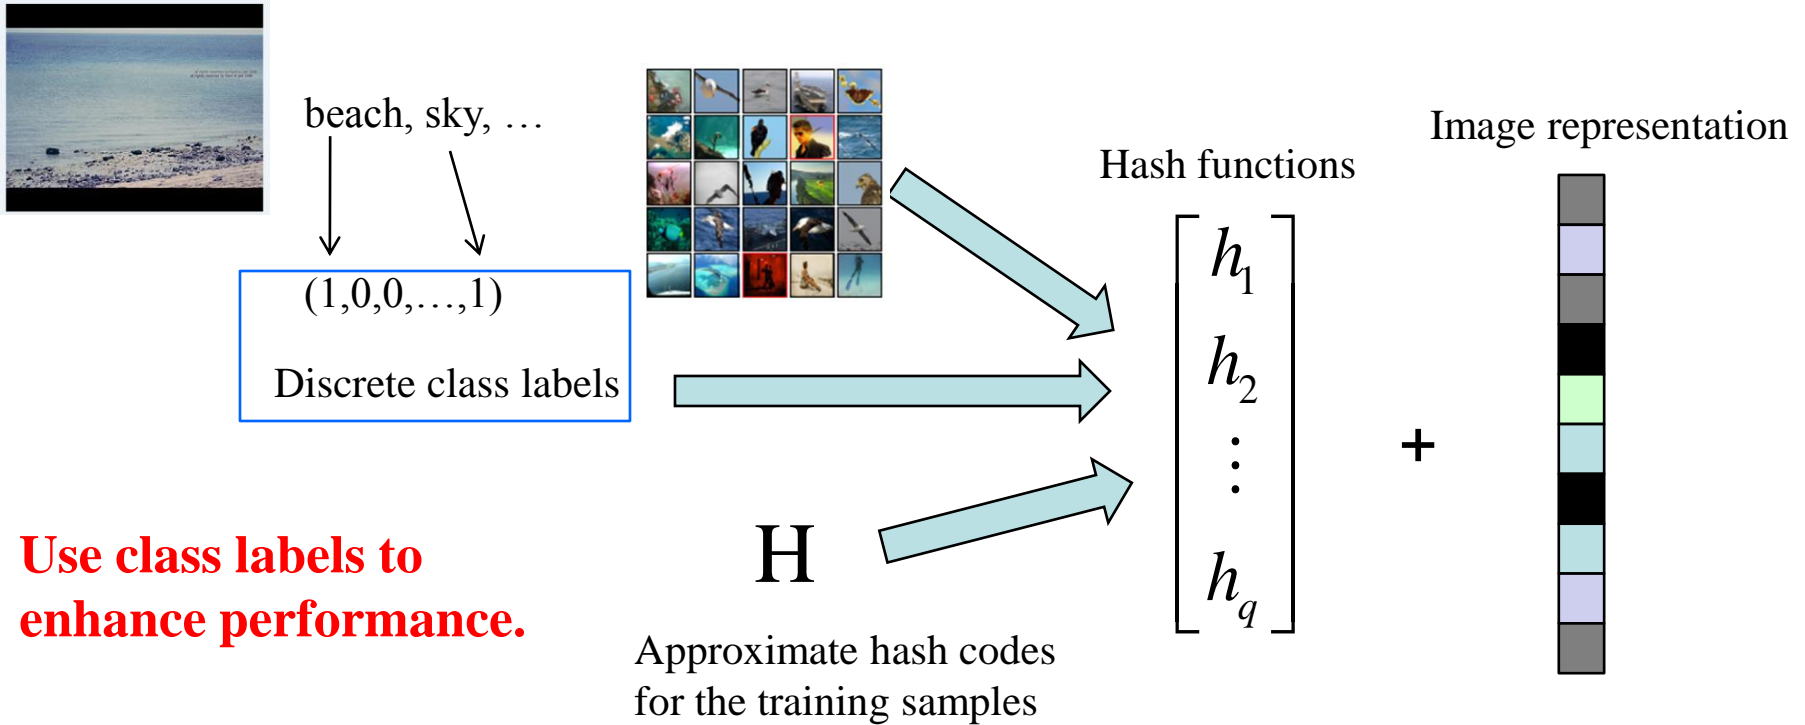 beach, sky, …
(1,0,0,…,1)
Discrete class labels
Use class labels to
enhance performance.
H
Approximate hash codes
for the training samples
Hash functions
h1
h2
⋮
hq
+
Image representation